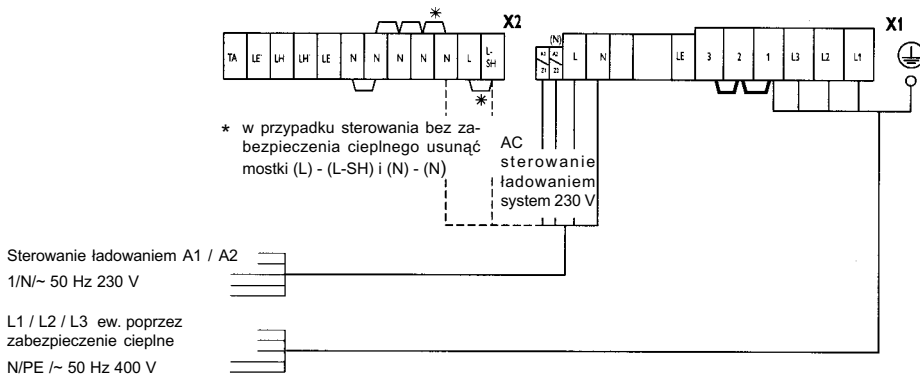 * X2 (N) X1
TA LE' LH LH' LE N N N N N L L-SH
A1 Z1 A2 Z2 L N LE 3 2 1 L3 L2 L1
*
* w przypadku sterowania bez za-
bezpieczenia cieplnego usunąć
mostki (L) - (L-SH) i (N) - (N)
AC
sterowanie
ładowaniem
system 230 V
Sterowanie ładowaniem A1 / A2
1/N/~ 50 Hz 230 V
L1 / L2 / L3 ew. poprzez
zabezpieczenie cieplne
N/PE /~ 50 Hz 400 V